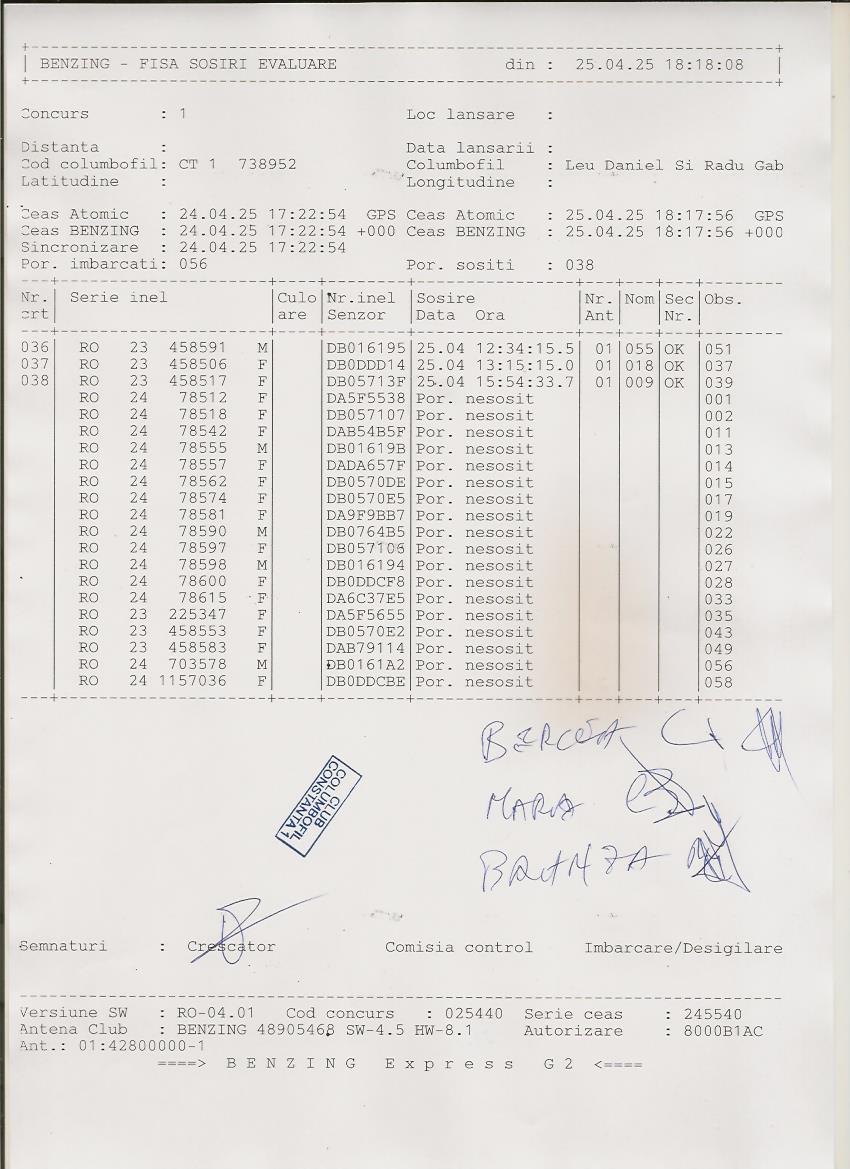 BENZING - FISA SOSIRI EVALUARE din : 25.04.25 18:18:08
Concurs : 1 Loc lansare :
Distanta : Data lansarii :
Cod columbofil: CT 1 738952 Columbofil : Leu Daniel Si Radu Gab
Latitudine : Longitudine :
Ceas Atomic : 24.04.25 17:22:54 GPS Ceas Atomic : 25.04.25 18:17:56 GPS
Ceas BENZING : 24.04.25 17:22:54 +000 Ceas BENZING : 25.04.25 18:17:56 +000
Sincronizare : 24.04.25 17:22:54
Por. imbarcati: 056 Por. sositi : 038
Nr. Serie inel Culo Nr.inel Sosire Nr. Nom Sec Obs.
crt are Senzor Data Ora Ant Nr.
036 RO 23 458591 M DB016195 25.04 12:34:15.5 01 055 OK 051
037 RO 23 458506 F DB0DDD14 25.04 13:15:15.0 01 018 OK 037
038 RO 23 458517 F DB05713F 25.04 15:54:33.7 01 009 OK 039
RO 24 78512 F DA5F5538 Por. nesosit 001
RO 24 78518 F DB057107 Por. nesosit 002
RO 24 78542 F DAB54B5F Por. nesosit 011
RO 24 78555 M DB01619B Por. nesosit 013
RO 24 78557 F DADA657F Por. nesosit 014
RO 24 78562 F DB0570DE Por. nesosit 015
RO 24 78574 F DB0570E5 Por. nesosit 017
RO 24 78581 F DA9F9BB7 Por. nesosit 019
RO 24 78590 M DB0764B5 Por. nesosit 022
RO 24 78597 F DB057106 Por. nesosit 026
RO 24 78598 M DB016194 Por. nesosit 027
RO 24 78600 F DB0DDCF8 Por. nesosit 028
RO 24 78615 F DA6C37E5 Por. nesosit 033
RO 23 225347 F DA5F5655 Por. nesosit 035
RO 23 458553 F DB0570E2 Por. nesosit 043
RO 23 458583 F DAB79114 Por. nesosit 049
RO 24 703578 M DB0161A2 Por. nesosit 056
RO 24 1157036 F DB0DDCBE Por. nesosit 058
CLUB
COLUMBOFIL
CONSTANTA 1
MARIA
Semnaturi : Crescator Comisia control Imbarcare/Desigilare
Versiune SW : RO-04.01 Cod concurs : 025440 Serie ceas : 245540
Antena Club : BENZING 48905468 SW-4.5 HW-8.1 Autorizare : 8000B1AC
Ant.: 01:42800000-1
====> B E N Z I N G E x p r e s s G 2 <====